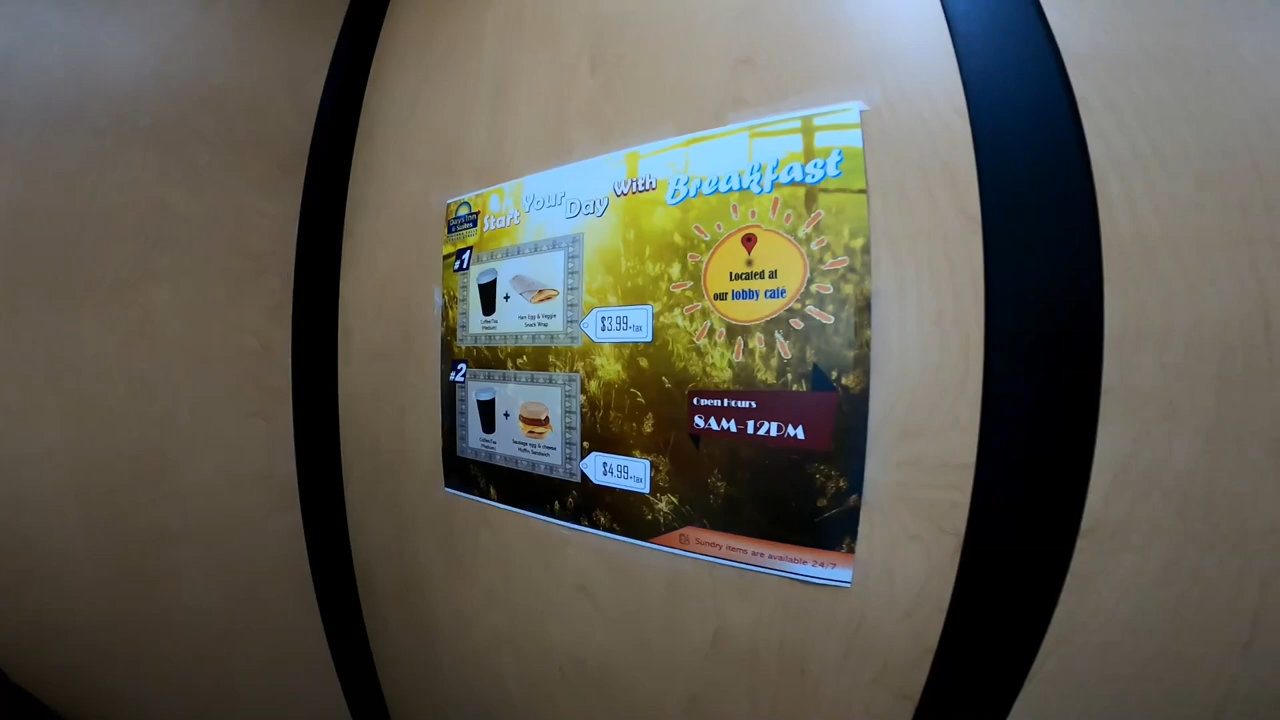 Start Your Day With Breakfast
Days Inn
& Suites
#1
Coffee/Tea
(Medium)
+
Ham Egg & Veggie
Snack Wrap
$3.99+tax
Located at
our lobby café
#2
Coffee/Tea
(Medium)
+
Sausage egg & cheese
Muffin Sandwich
$4.99+tax
Open Hours
8AM-12PM
Sundry items are available 24/7